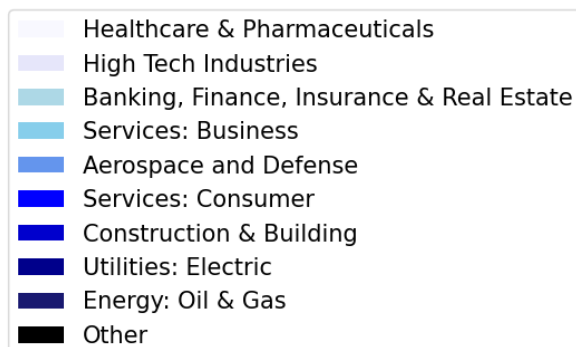 Healthcare & Pharmaceuticals
High Tech Industries
Banking, Finance, Insurance & Real Estate
Services: Business
Aerospace and Defense
Services: Consumer
Construction & Building
Utilities: Electric
Energy: Oil & Gas
Other